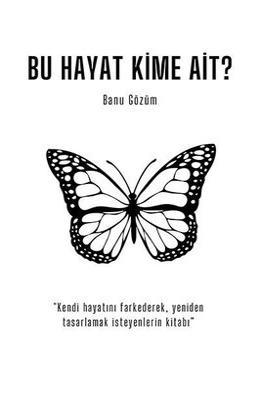 BU HAYAT KİME AİT?
Banu Gözüm
"Kendi hayatını farkederek, yeniden
tasarlamak isteyenlerin kitabı"